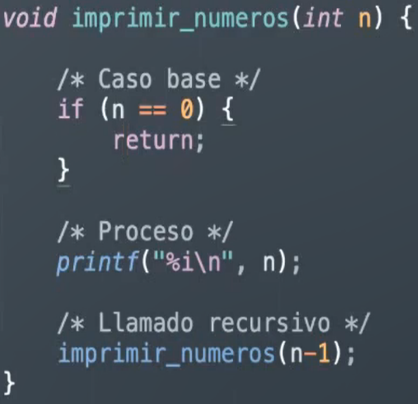 void imprimir_numeros(int n) {
/* Caso base */
if (n == 0) {
return;
}
/* Proceso */
printf("%i\n", n);
/* Llamado recursivo */
imprimir_numeros(n-1);
}